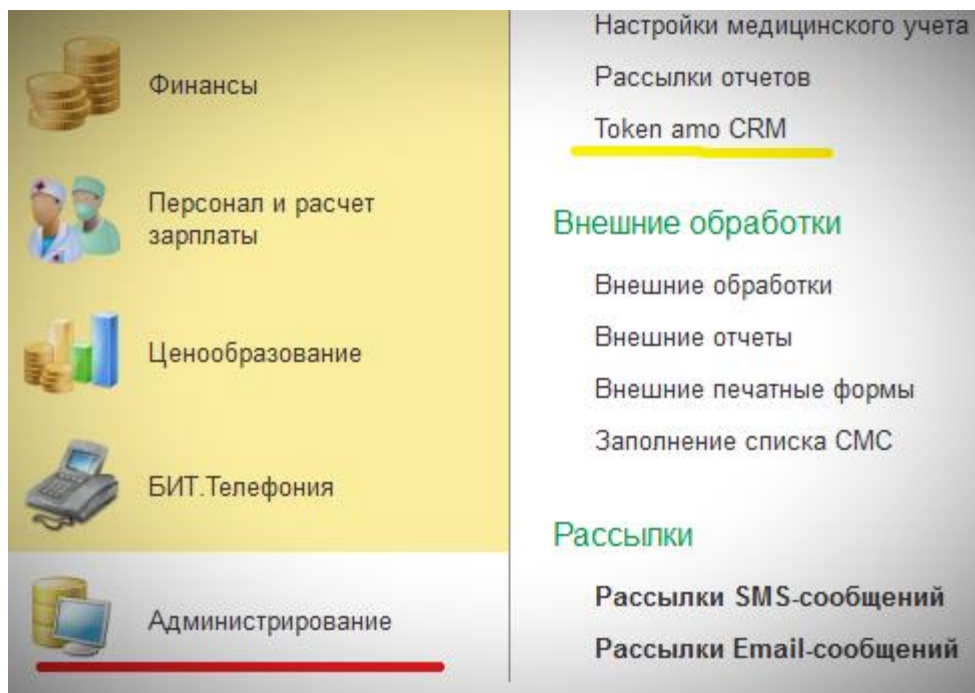 Финансы
Персонал и расчет
зарплаты
Ценообразование
БИТ.Телефония
Администрирование
Настройки медицинского учета
Рассылки отчетов
Token amo CRM
Внешние обработки
Внешние обработки
Внешние отчеты
Внешние печатные формы
Заполнение списка СМС
Рассылки
Рассылки SMS-сообщений
Рассылки Email-сообщений